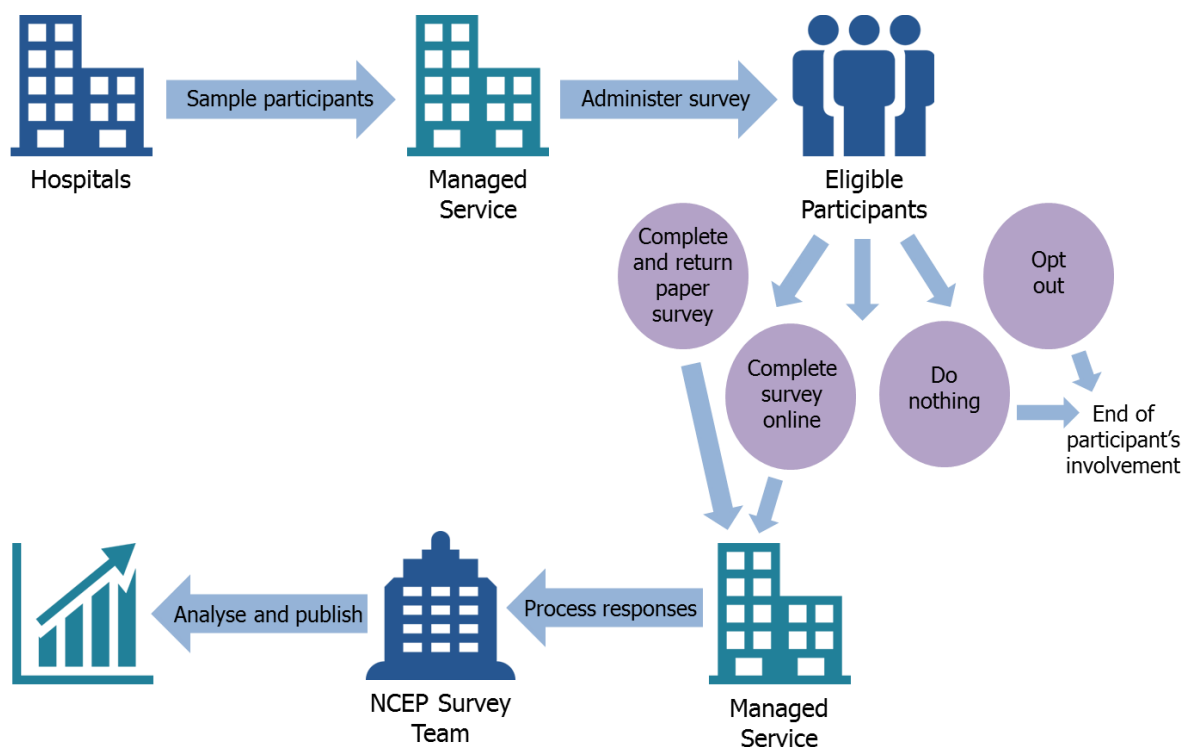 Sample participants
Administer survey
Hospitals
Managed
Service
Eligible
Participants
Complete
and return
paper
survey
Opt
out
Complete
survey
online
Do
nothing
End of
participant’s
involvement
Analyse and publish
Process responses
NCEP Survey
Team
Managed
Service